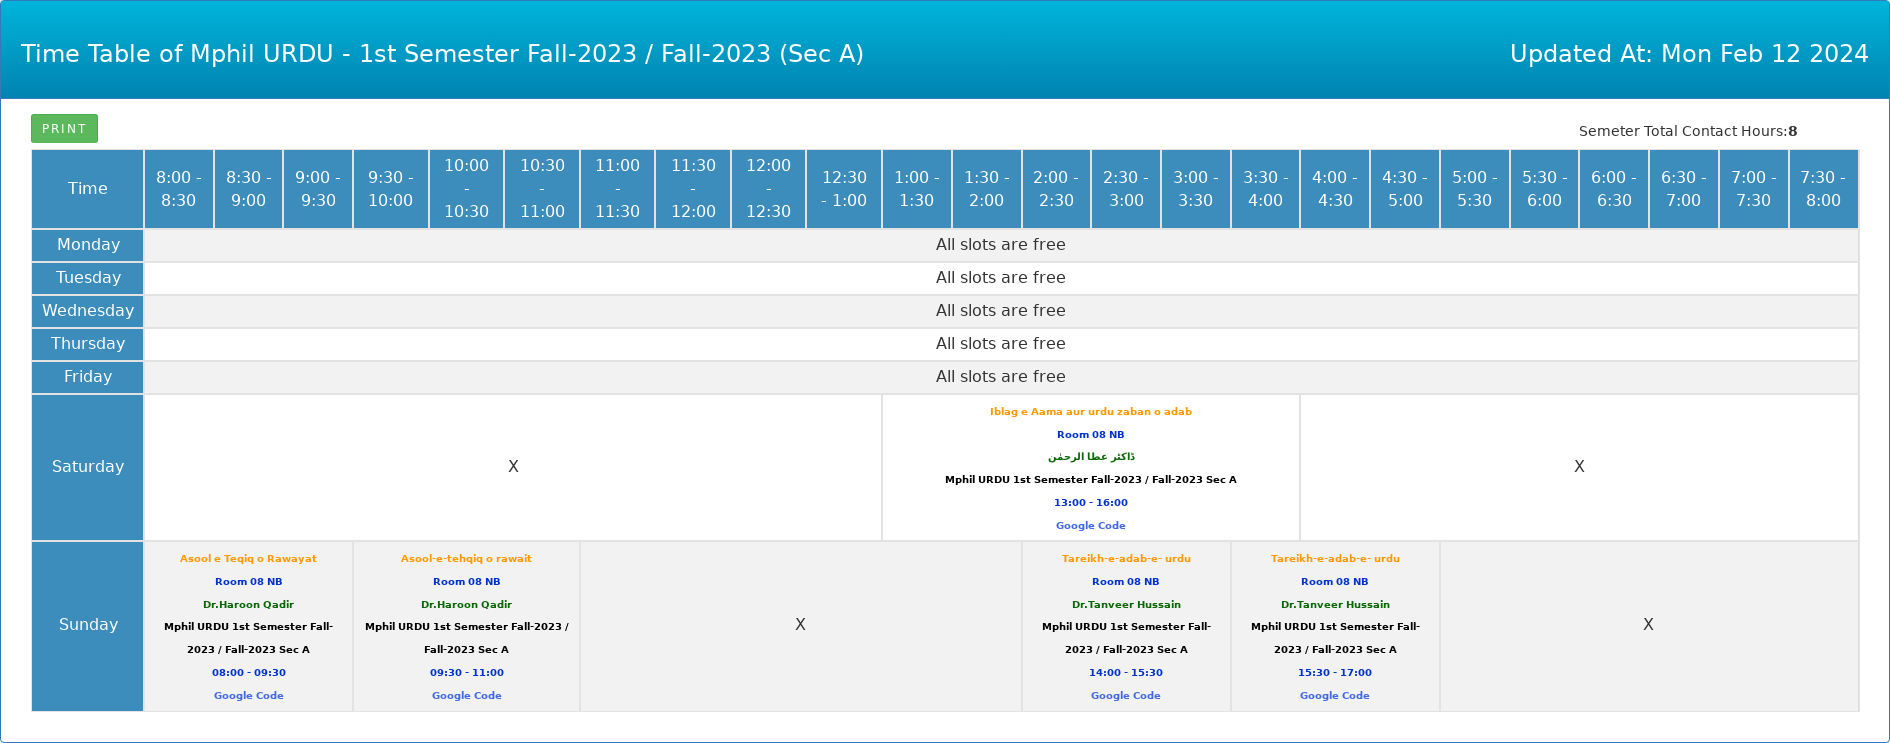 Time Table of Mphil URDU - 1st Semester Fall-2023 / Fall-2023 (Sec A)
Updated At: Mon Feb 12 2024
PRINT
Semeter Total Contact Hours:8
Time
8:00 - 8:30
8:30 - 9:00
9:00 - 9:30
9:30 - 10:00
10:00 - 10:30
10:30 - 11:00
11:00 - 11:30
11:30 - 12:00
12:00 - 12:30
12:30 - 1:00
1:00 - 1:30
1:30 - 2:00
2:00 - 2:30
2:30 - 3:00
3:00 - 3:30
3:30 - 4:00
4:00 - 4:30
4:30 - 5:00
5:00 - 5:30
5:30 - 6:00
6:00 - 6:30
6:30 - 7:00
7:00 - 7:30
7:30 - 8:00
Monday
All slots are free
Tuesday
All slots are free
Wednesday
All slots are free
Thursday
All slots are free
Friday
All slots are free
Saturday
X
Iblag e Aama aur urdu zaban o adab
Room 08 NB
ڈاکٹر عطا الرحمٰن
Mphil URDU 1st Semester Fall-2023 / Fall-2023 Sec A
13:00 - 16:00
Google Code
X
Sunday
Asool e Teqiq o Rawayat
Room 08 NB
Dr.Haroon Qadir
Mphil URDU 1st Semester Fall-
2023 / Fall-2023 Sec A
08:00 - 09:30
Google Code
Asool-e-tehqiq o rawait
Room 08 NB
Dr.Haroon Qadir
Mphil URDU 1st Semester Fall-2023 /
Fall-2023 Sec A
09:30 - 11:00
Google Code
X
Tareikh-e-adab-e- urdu
Room 08 NB
Dr.Tanveer Hussain
Mphil URDU 1st Semester Fall-
2023 / Fall-2023 Sec A
14:00 - 15:30
Google Code
Tareikh-e-adab-e- urdu
Room 08 NB
Dr.Tanveer Hussain
Mphil URDU 1st Semester Fall-
2023 / Fall-2023 Sec A
15:30 - 17:00
Google Code
X